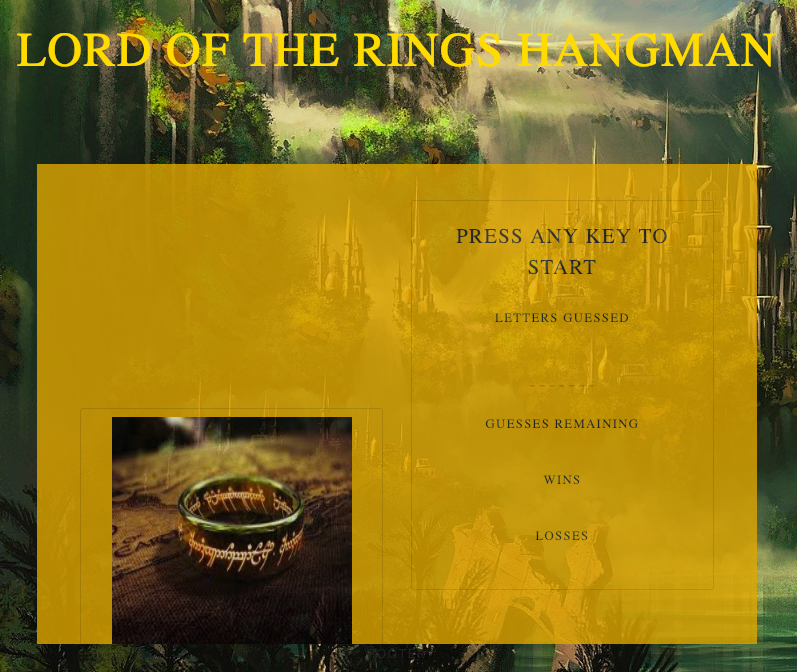 LORD OF THE RINGS HANGMAN
PRESS ANY KEY TO
START
LETTERS GUESSED
_ _ _ _ _ _ _
GUESSES REMAINING
WINS
LOSSES